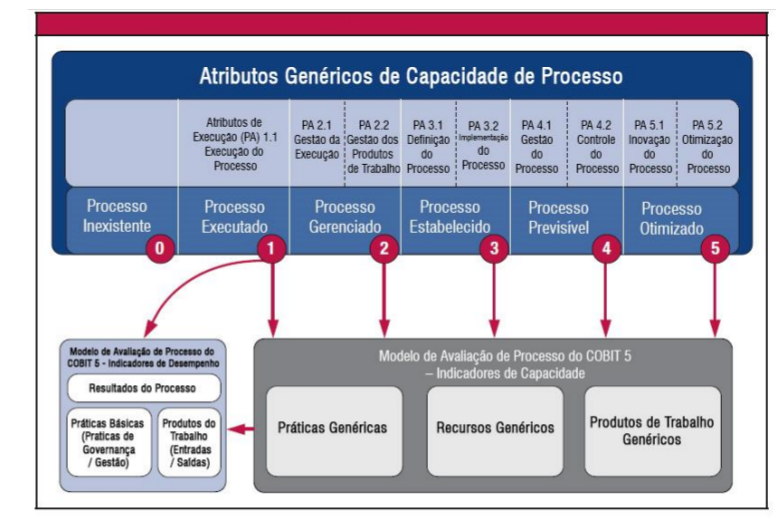 Atributos Genéricos de Capacidade de Processo
Atributos de
Execução (PA) 1.1
Execução do
Processo
PA 2.1
Gestão da
Execução
PA 2.2
Gestão dos
Produtos
de Trabalho
PA 3.1
Definição
do
Processo
PA 3.2
Implementação
do
Processo
PA 4.1
Gestão
do
Processo
PA 4.2
Controle
do
Processo
PA 5.1
Inovação
do Processo
PA 5.2
Otimização
do
Processo
Processo
Inexistente
0
Processo
Executado
1
Processo
Gerenciado
2
Processo
Estabelecido
3
Processo
Previsível
4
Processo
Otimizado
5
Modelo de Avaliação de Processo do
COBIT 5 - Indicadores de Desempenho
Resultados do Processo
Práticas Básicas
(Praticas de
Governança
/ Gestão)
Produtos do
Trabalho
(Entradas
/ Saldas)
Modelo de Avaliação de Processo do COBIT 5
– Indicadores de Capacidade
Práticas Genéricas
Recursos Genéricos
Produtos de Trabalho
Genéricos